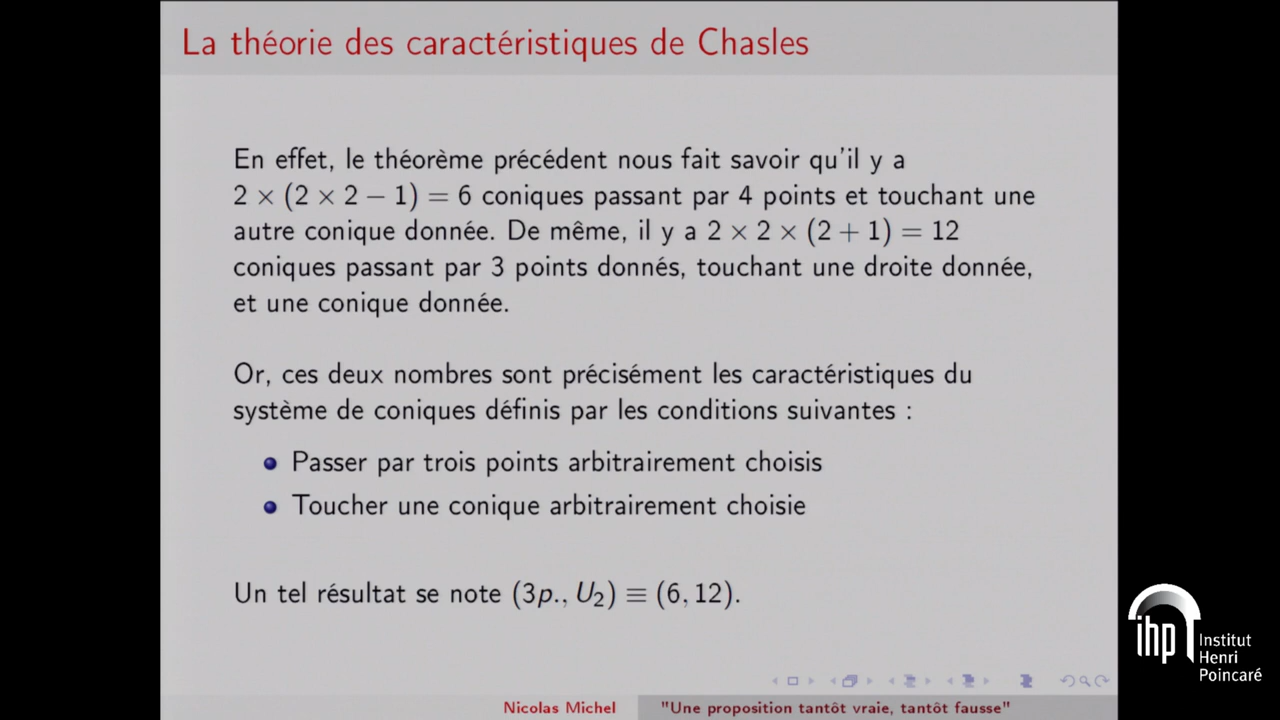 La théorie des caractéristiques de Chasles
En effet, le théorème précédent nous fait savoir qu'il y a
2 × (2 × 2 − 1) = 6 coniques passant par 4 points et touchant une
autre conique donnée. De même, il y a 2 × 2 × (2 + 1) = 12
coniques passant par 3 points donnés, touchant une droite donnée,
et une conique donnée.
Or, ces deux nombres sont précisément les caractéristiques du
système de coniques définis par les conditions suivantes :
Passer par trois points arbitrairement choisis
Toucher une conique arbitrairement choisie
Un tel résultat se note (3p., U₂) ≡ (6, 12).
ihp Institut
Henri
Poincaré
Nicolas Michel "Une proposition tantôt vraie, tantôt fausse"